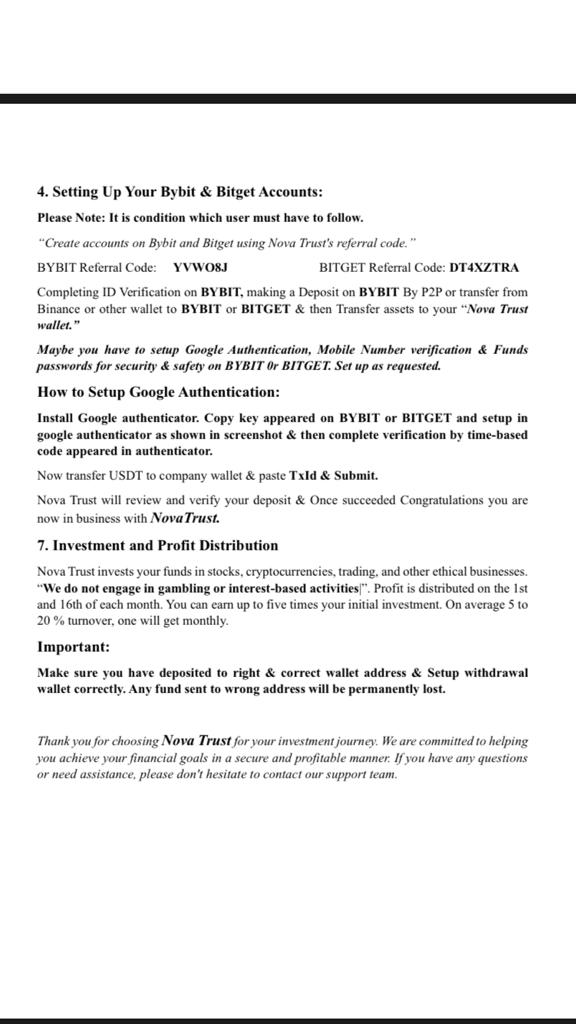 4. Setting Up Your Bybit & Bitget Accounts:
Please Note: It is condition which user must have to follow.
“Create accounts on Bybit and Bitget using Nova Trust's referral code.”
BYBIT Referral Code: YVWO8J BITGET Referral Code: DT4XZTRA
Completing ID Verification on BYBIT, making a Deposit on BYBIT By P2P or transfer from
Binance or other wallet to BYBIT or BITGET & then Transfer assets to your “Nova Trust
wallet.”
Maybe you have to setup Google Authentication, Mobile Number verification & Funds
passwords for security & safety on BYBIT 0r BITGET. Set up as requested.
How to Setup Google Authentication:
Install Google authenticator. Copy key appeared on BYBIT or BITGET and setup in
google authenticator as shown in screenshot & then complete verification by time-based
code appeared in authenticator.
Now transfer USDT to company wallet & paste TxId & Submit.
Nova Trust will review and verify your deposit & Once succeeded Congratulations you are
now in business with NovaTrust.
7. Investment and Profit Distribution
Nova Trust invests your funds in stocks, cryptocurrencies, trading, and other ethical businesses.
“We do not engage in gambling or interest-based activities|”. Profit is distributed on the 1st
and 16th of each month. You can earn up to five times your initial investment. On average 5 to
20 % turnover, one will get monthly.
Important:
Make sure you have deposited to right & correct wallet address & Setup withdrawal
wallet correctly. Any fund sent to wrong address will be permanently lost.
Thank you for choosing Nova Trust for your investment journey. We are committed to helping
you achieve your financial goals in a secure and profitable manner. If you have any questions
or need assistance, please don't hesitate to contact our support team.